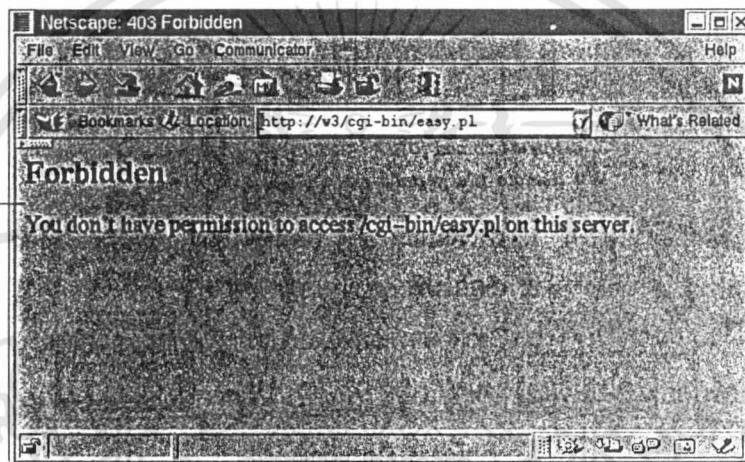 Netscape: 403 Forbidden
File Edit View Go Communicator Help
N
Bookmarks Location: http://w3/cgi-bin/easy.pl What's Related
Forbidden
You don't have permission to access /cgi-bin/easy.pl on this server.